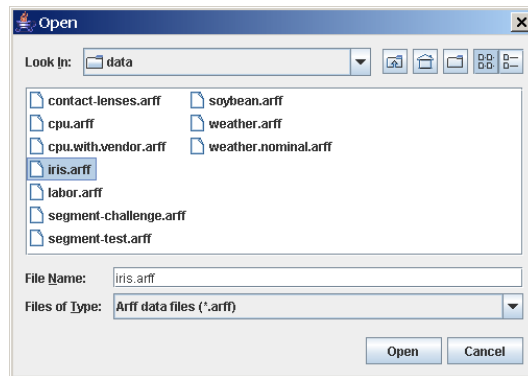 Open
Look In: data
contact-lenses.arff
cpu.arff
cpu.with.vendor.arff
iris.arff
labor.arff
segment-challenge.arff
segment-test.arff
soybean.arff
weather.arff
weather.nominal.arff
File Name: iris.arff
Files of Type: Arff data files (*.arff)
Open Cancel